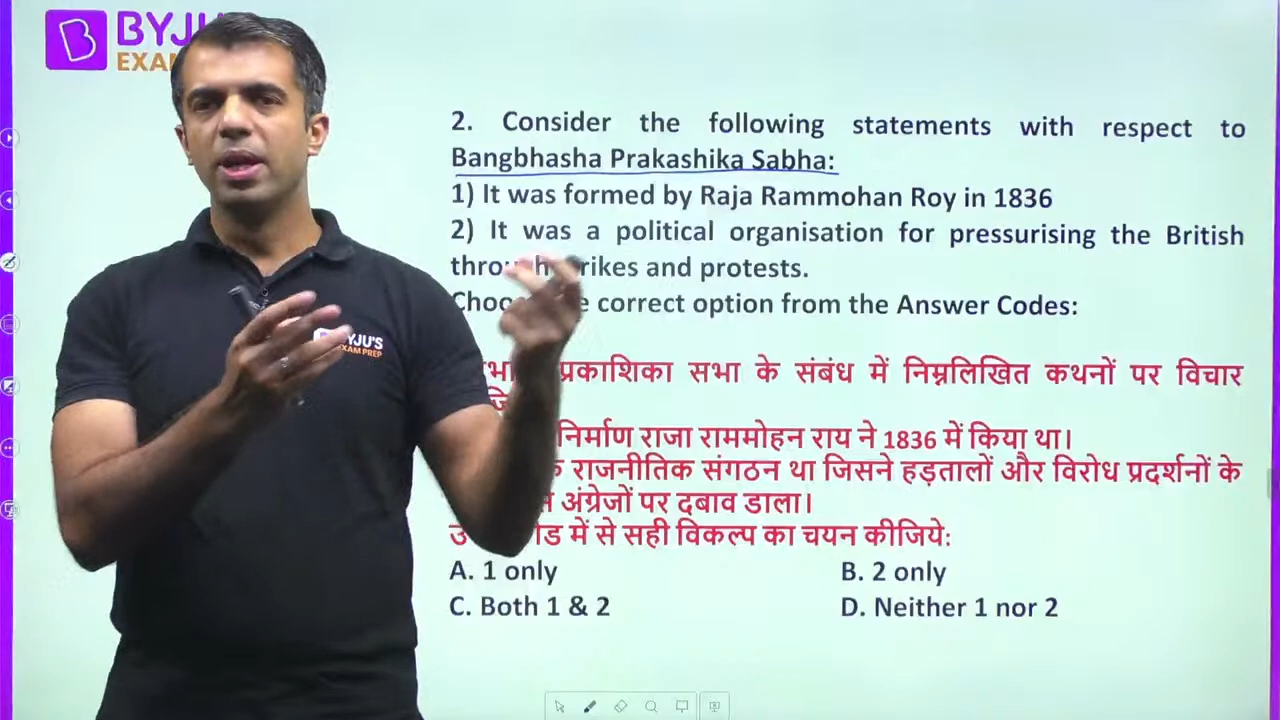 BYJU
EXA
2. Consider the following statements with respect to
Bangbhasha Prakashika Sabha:
1) It was formed by Raja Rammohan Roy in 1836
2) It was a political organisation for pressurising the British
and protests.
correct option from the Answer Codes:
प्रकाशिका सभा के संबंध में निम्नलिखित कथनों पर विचार
निर्माण राजा राममोहन राय ने 1836 में किया था।
राजनीतिक संगठन था जिसने हड़तालों और विरोध प्रदर्शनों के
अंग्रेजों पर दबाव डाला।
में से सही विकल्प का चयन कीजिये:
A. 1 only
B. 2 only
C. Both 1 & 2
D. Neither 1 nor 2
YJU'S
EXAM PREP